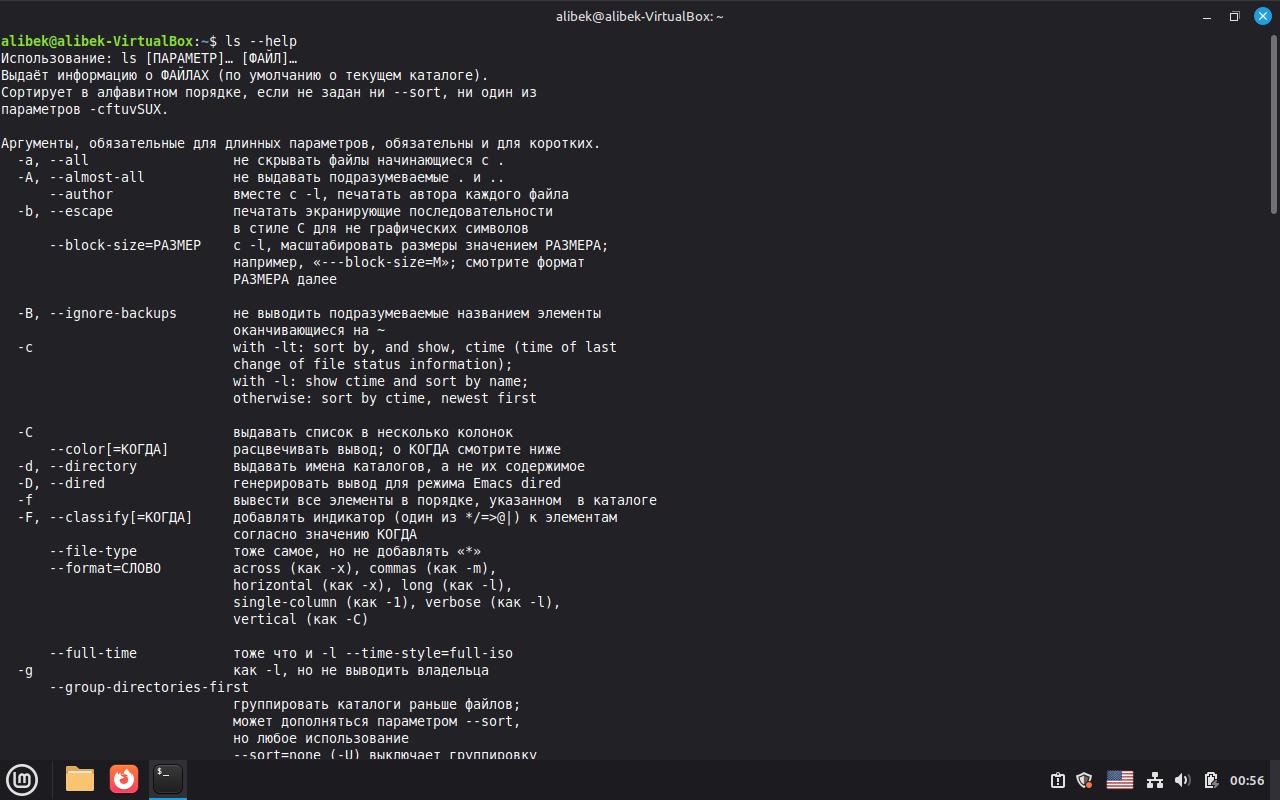 alibek@alibek-VirtualBox: ~
alibek@alibek-VirtualBox:~$ ls --help
Использование: ls [ПАРАМЕТР]… [ФАЙЛ]…
Выдаёт информацию о ФАЙЛАХ (по умолчанию о текущем каталоге).
Сортирует в алфавитном порядке, если не задан ни --sort, ни один из
параметров -cftuvSUX.

Аргументы, обязательные для длинных параметров, обязательны и для коротких.
  -a, --all                  не скрывать файлы начинающиеся с .
  -A, --almost-all           не выдавать подразумеваемые . и ..
      --author               вместе с -l, печатать автора каждого файла
  -b, --escape               печатать экранирующие последовательности
                             в стиле C для не графических символов
      --block-size=РАЗМЕР    с -l, масштабировать размеры значением РАЗМЕРА;
                             например, «---block-size=M»; смотрите формат
                             РАЗМЕРА далее

  -B, --ignore-backups       не выводить подразумеваемые названием элементы
                             оканчивающиеся на ~
  -c                         with -lt: sort by, and show, ctime (time of last
                             change of file status information);
                             with -l: show ctime and sort by name;
                             otherwise: sort by ctime, newest first

  -C                         выдавать список в несколько колонок
      --color[=КОГДА]        расцвечивать вывод; о КОГДА смотрите ниже
  -d, --directory            выдавать имена каталогов, а не их содержимое
  -D, --dired                генерировать вывод для режима Emacs dired
  -f                         вывести все элементы в порядке, указанном  в каталоге
  -F, --classify[=КОГДА]     добавлять индикатор (один из */=>@|) к элементам
                             согласно значению КОГДА
      --file-type            тоже самое, но не добавлять «*»
      --format=СЛОВО         across (как -x), commas (как -m),
                             horizontal (как -x), long (как -l),
                             single-column (как -1), verbose (как -l),
                             vertical (как -C)

      --full-time            тоже что и -l --time-style=full-iso
  -g                         как -l, но не выводить владельца
      --group-directories-first
                             группировать каталоги раньше файлов;
                             может дополняться параметром --sort,
                             но любое использование
                             --sort=none (-U) выключает группировку
00:56